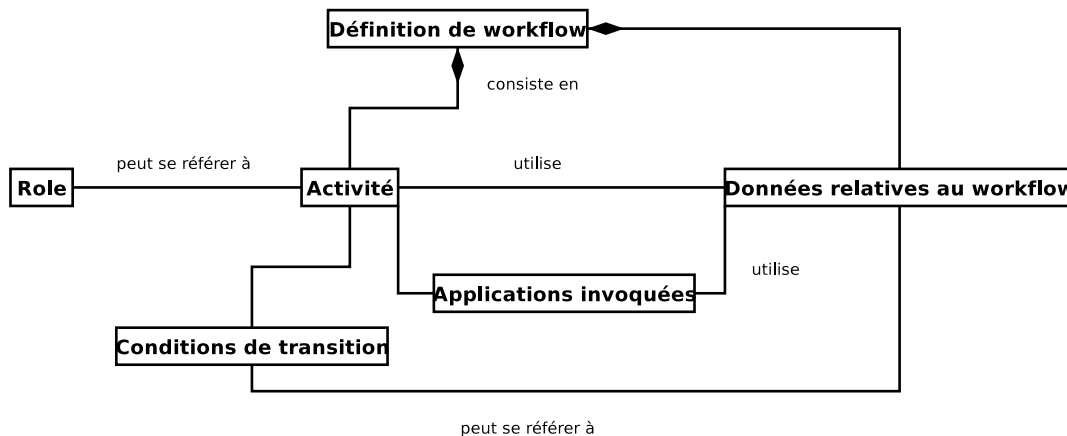 Définition de workflow
consiste en
peut se référer à
utilise
Role
Activité
Données relatives au workflow
utilise
Applications invoquées
Conditions de transition
peut se référer à